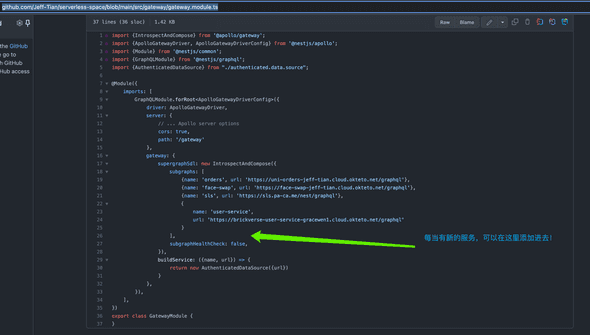 github.com/Jeff-Tian/serverless-space/blob/main/src/gateway/gateway.module.ts
37 lines (36 sloc) 1.42 KB
Raw Blame
the GitHub
go to
h GitHub
Hub access
1 import {IntrospectAndCompose} from '@apollo/gateway';
2 import {ApolloGatewayDriver, ApolloGatewayDriverConfig} from '@nestjs/apollo';
3 import {Module} from '@nestjs/common';
4 import {GraphQLModule} from '@nestjs/graphql';
5 import {AuthenticatedDataSource} from "./authenticated.data.source";
6
7 @Module({
8 imports: [
9 GraphQLModule.forRoot<ApolloGatewayDriverConfig>({
10 driver: ApolloGatewayDriver,
11 server: {
12 // ... Apollo server options
13 cors: true,
14 path: '/gateway'
15 },
16 gateway: {
17 supergraphSdl: new IntrospectAndCompose({
18 subgraphs: [
19 {name: 'orders', url: 'https://uni-orders-jeff-tian.cloud.okteto.net/graphql'},
20 {name: 'face-swap', url: 'https://face-swap-jeff-tian.cloud.okteto.net/graphql'},
21 {name: 'sls', url: 'https://sls.pa-ca.me/nest/graphql'},
22 {
23 name: 'user-service',
24 url: 'https://brickverse-user-service-gracewen1.cloud.okteto.net/graphql'
25 }
26 ],
27 subgraphHealthCheck: false,
28 }),
29 buildService: ({name, url}) => {
30 return new AuthenticatedDataSource({url})
31 }
32 },
33 }),
34 ],
35 })
36 export class GatewayModule {
37 }
每当有新的服务，可以在这里添加进去！